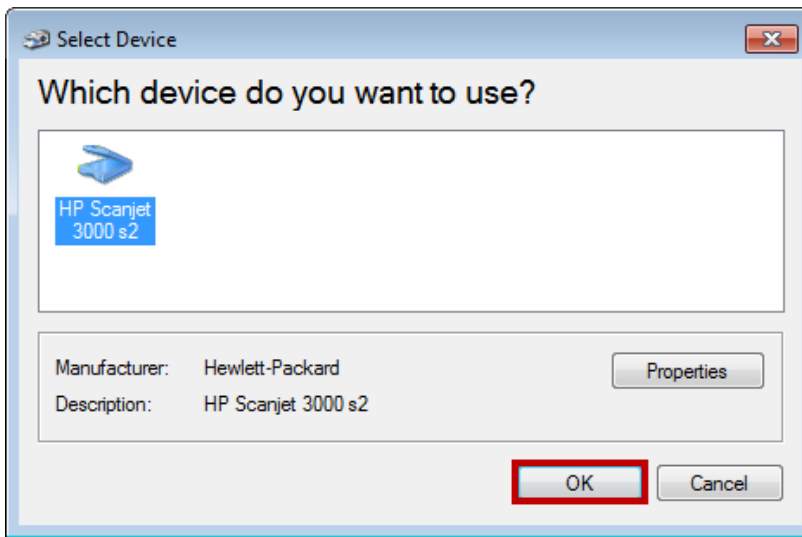 Select Device
Which device do you want to use?
HP Scanjet
3000 s2
Manufacturer: Hewlett-Packard
Properties
Description: HP Scanjet 3000 s2
OK Cancel